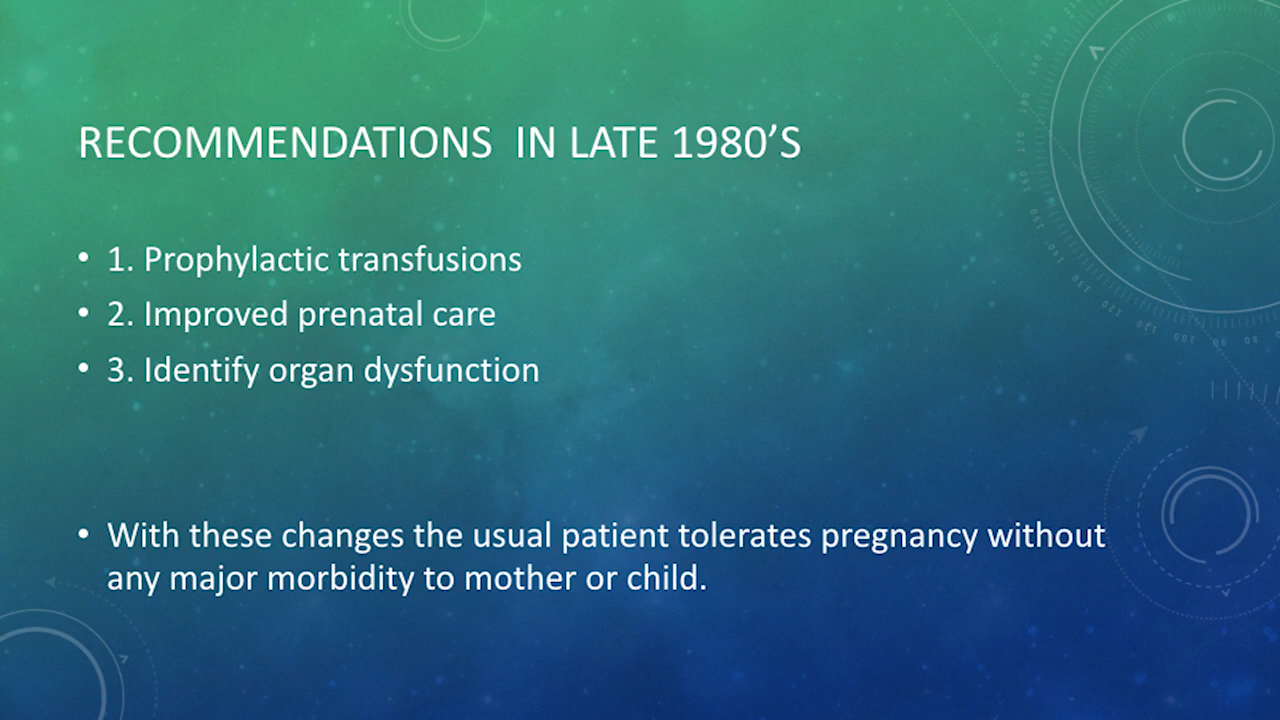 RECOMMENDATIONS  IN LATE 1980’S
• 1. Prophylactic transfusions
• 2. Improved prenatal care
• 3. Identify organ dysfunction
• With these changes the usual patient tolerates pregnancy without
any major morbidity to mother or child.